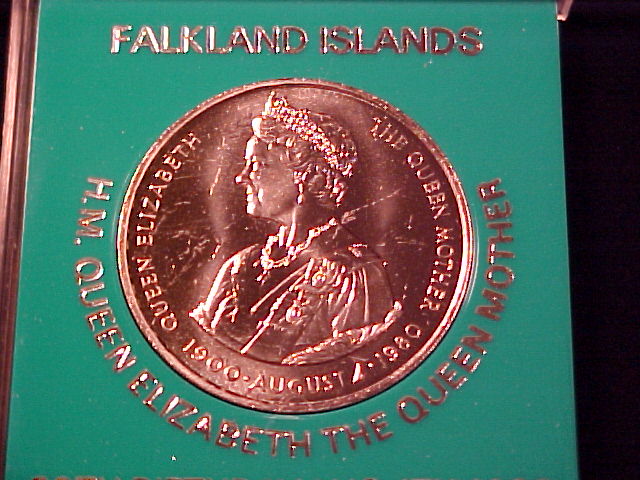 FALKLAND ISLANDS
QUEEN ELIZABETH THE QUEEN MOTHER
1900·AUGUST 4·1980
H.M. QUEEN ELIZABETH THE QUEEN MOTHER